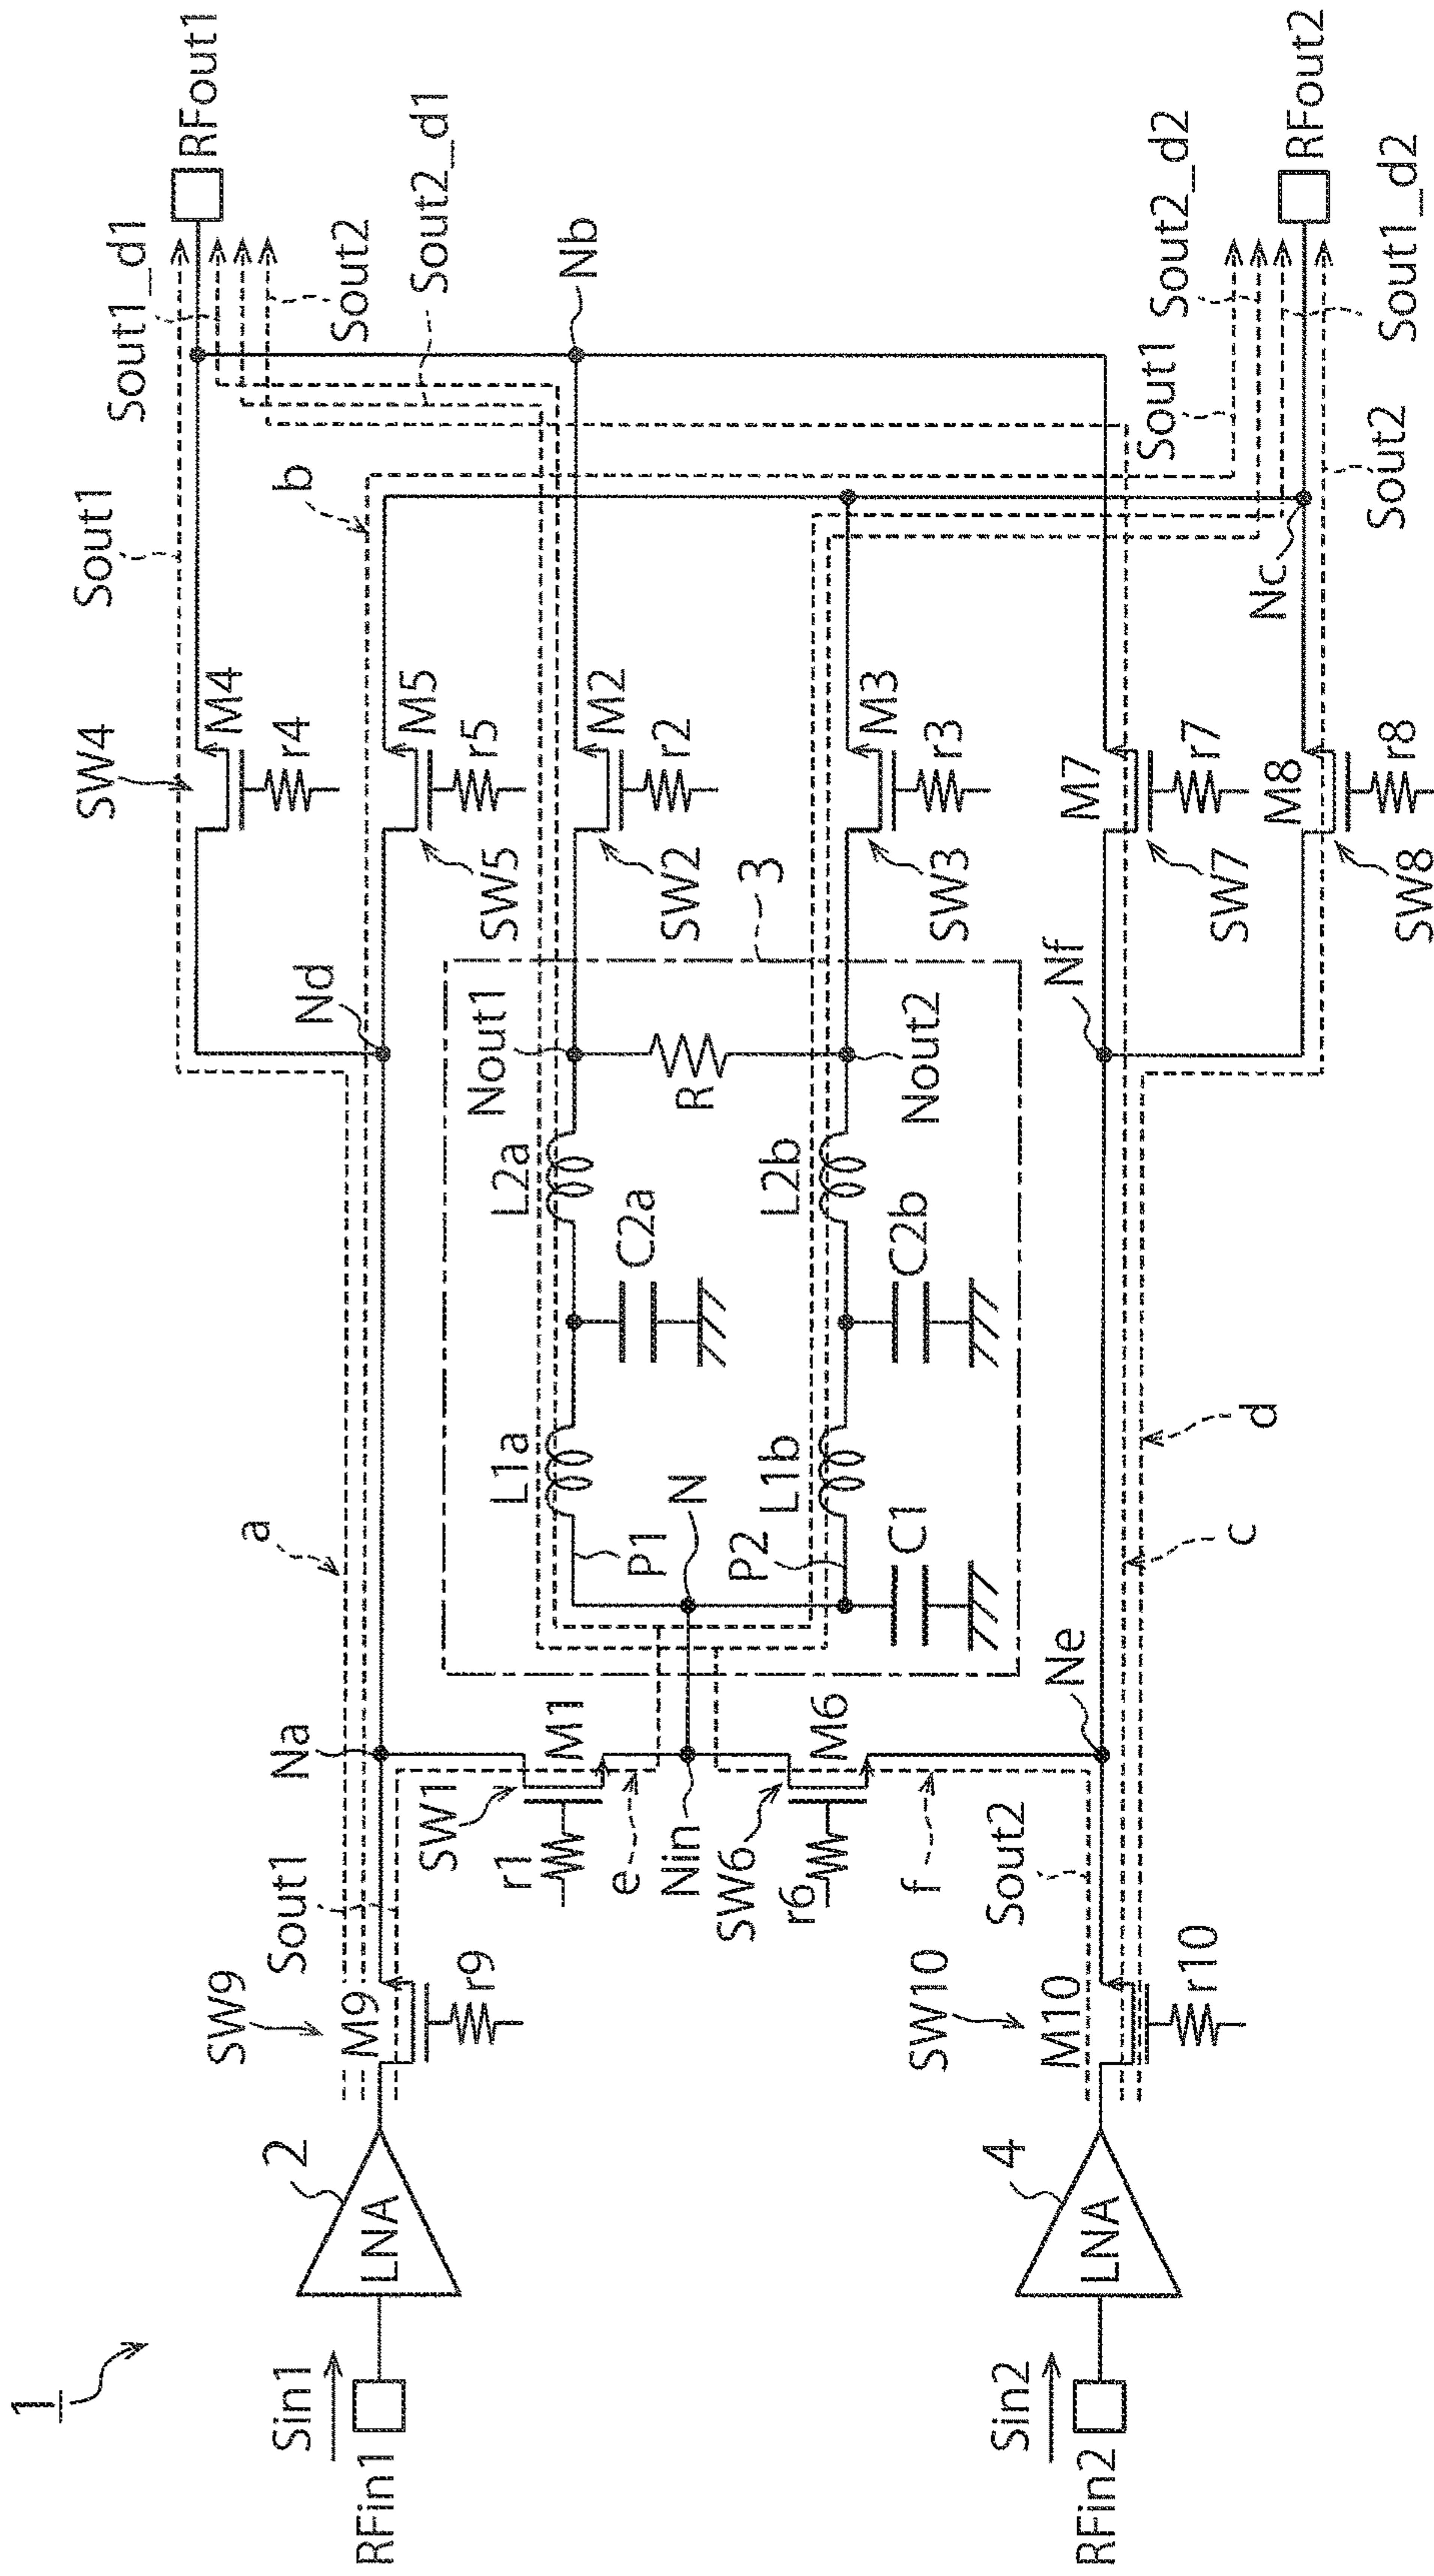 1
RFin1
Sin1
LNA
2
SW9
M9
r9
Sout1
Na
a
SW1
M1
r1
e
Nin
SW6
M6
r6
f
Sout2
Ne
RFin2
Sin2
LNA
4
SW10
M10
r10
c
d
3
N
P1
P2
L1a
L1b
C1
C2a
C2b
L2a
L2b
Nout1
Nout2
R
Nd
Nf
SW4
M4
r4
SW5
M5
r5
SW2
M2
r2
SW3
M3
r3
SW7
M7
r7
SW8
M8
r8
Sout1
b
Nb
Nc
Sout1_d1
Sout2
Sout2_d1
RFout1
Sout1
Sout2_d2
Sout2
Sout1_d2
RFout2